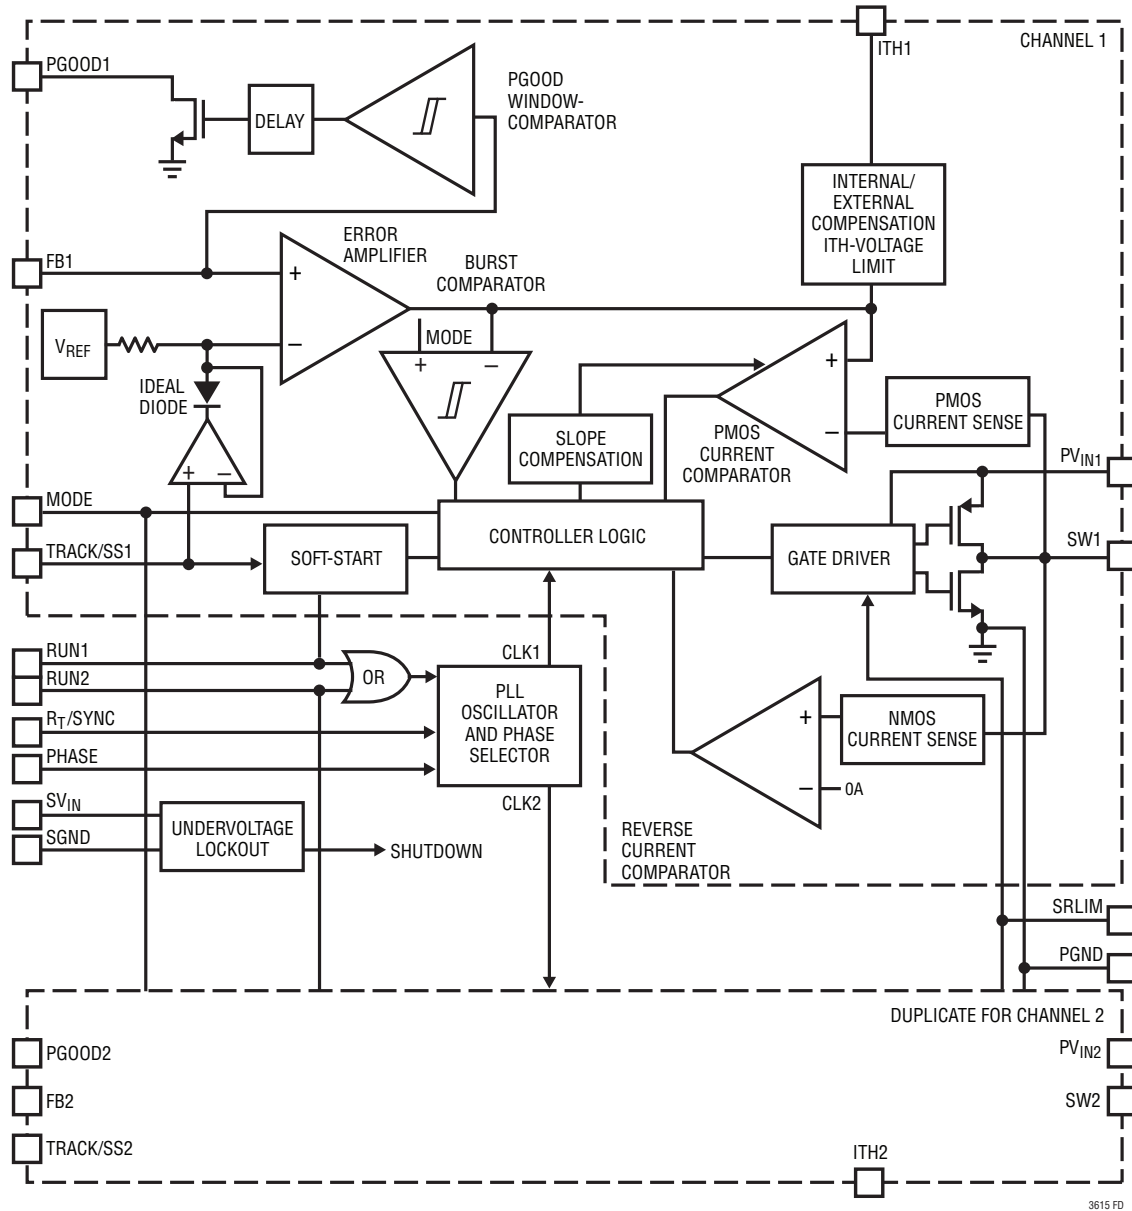 ITH1
CHANNEL 1
PGOOD1
DELAY
PGOOD
WINDOW-
COMPARATOR
INTERNAL/
EXTERNAL
COMPENSATION
ITH-VOLTAGE
LIMIT
FB1
+
−
ERROR
AMPLIFIER
BURST
COMPARATOR
MODE
+
−
VREF
IDEAL
DIODE
+
−
SLOPE
COMPENSATION
+
−
PMOS
CURRENT
COMPARATOR
PMOS
CURRENT SENSE
PVIN1
MODE
TRACK/SS1
SOFT-START
CONTROLLER LOGIC
GATE DRIVER
SW1
RUN1
RUN2
OR
RT/SYNC
PHASE
CLK1
PLL
OSCILLATOR
AND PHASE
SELECTOR
CLK2
+
−
0A
NMOS
CURRENT SENSE
SVIN
SGND
UNDERVOLTAGE
LOCKOUT
SHUTDOWN
REVERSE
CURRENT
COMPARATOR
SRLIM
PGND
DUPLICATE FOR CHANNEL 2
PGOOD2
PVIN2
FB2
SW2
TRACK/SS2
ITH2
3615 FD